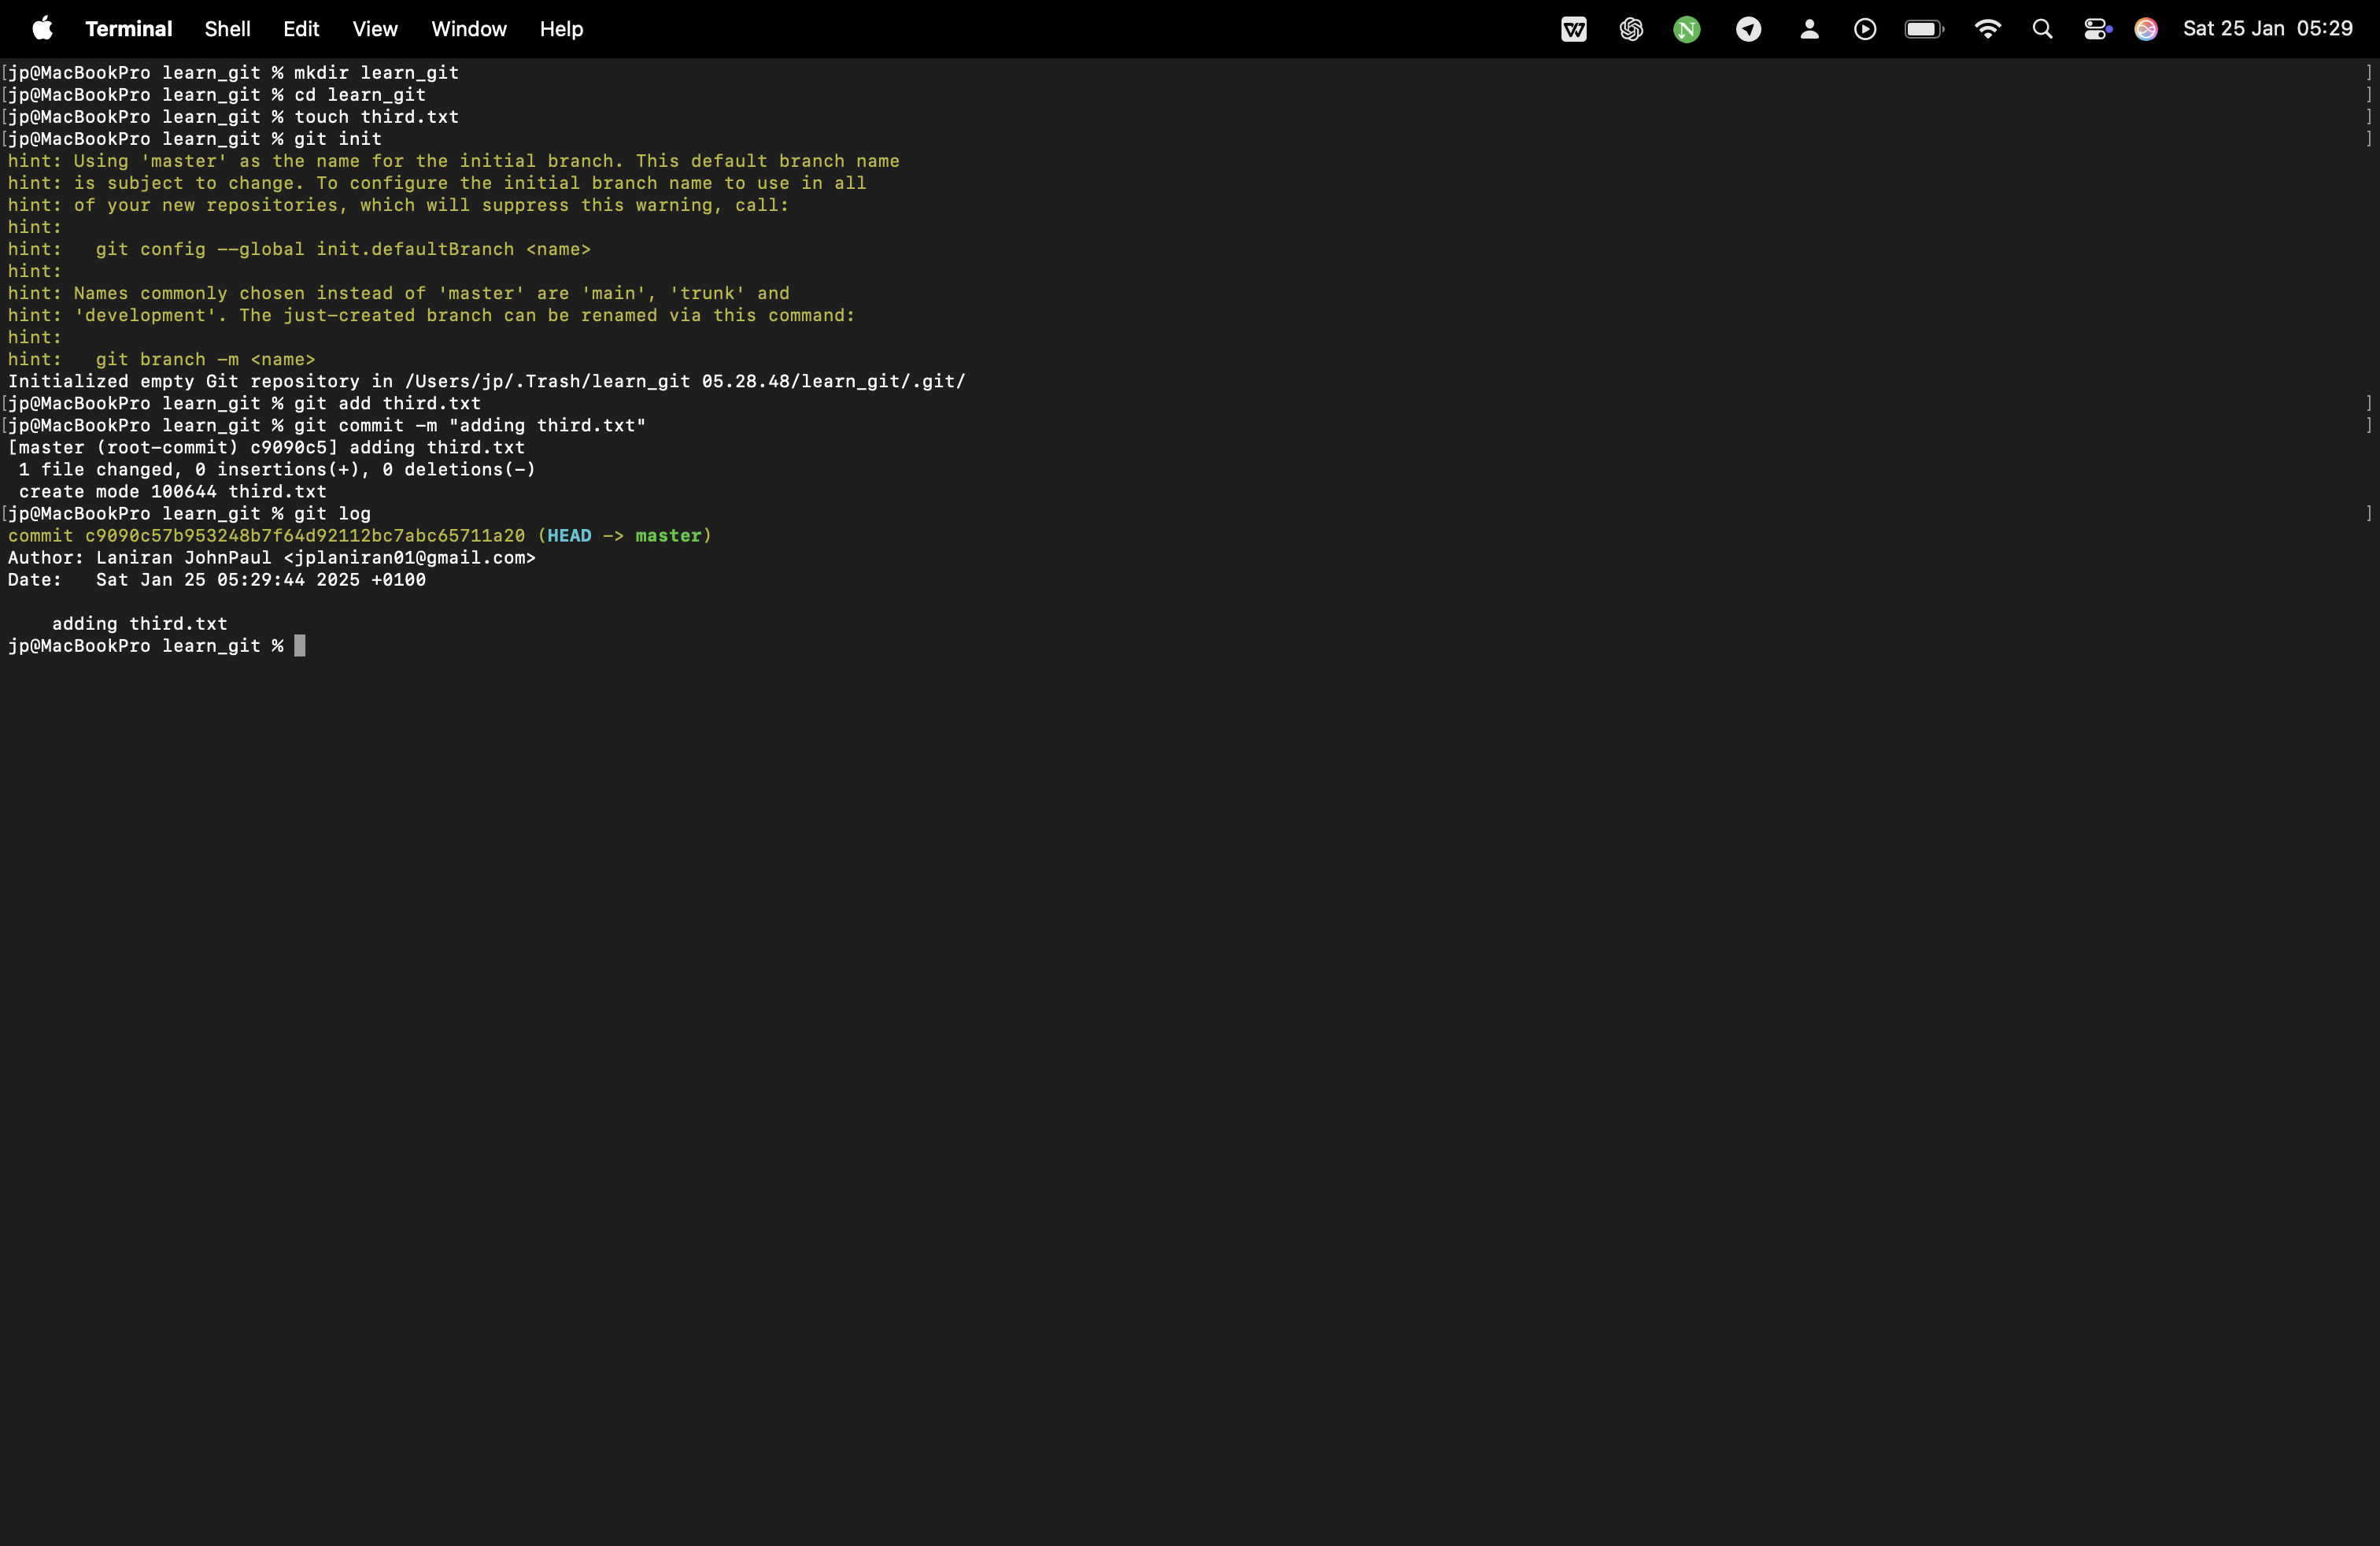 Terminal Shell Edit View Window Help Sat 25 Jan 05:29
[jp@MacBookPro learn_git % mkdir learn_git ]
[jp@MacBookPro learn_git % cd learn_git ]
[jp@MacBookPro learn_git % touch third.txt ]
[jp@MacBookPro learn_git % git init ]
hint: Using 'master' as the name for the initial branch. This default branch name
hint: is subject to change. To configure the initial branch name to use in all
hint: of your new repositories, which will suppress this warning, call:
hint:
hint:   git config --global init.defaultBranch <name>
hint:
hint: Names commonly chosen instead of 'master' are 'main', 'trunk' and
hint: 'development'. The just-created branch can be renamed via this command:
hint:
hint:   git branch -m <name>
Initialized empty Git repository in /Users/jp/.Trash/learn_git 05.28.48/learn_git/.git/
[jp@MacBookPro learn_git % git add third.txt ]
[jp@MacBookPro learn_git % git commit -m "adding third.txt" ]
[master (root-commit) c9090c5] adding third.txt
 1 file changed, 0 insertions(+), 0 deletions(-)
 create mode 100644 third.txt
[jp@MacBookPro learn_git % git log ]
commit c9090c57b953248b7f64d92112bc7abc65711a20 (HEAD -> master)
Author: Laniran JohnPaul <jplaniran01@gmail.com>
Date:   Sat Jan 25 05:29:44 2025 +0100
    adding third.txt
jp@MacBookPro learn_git %